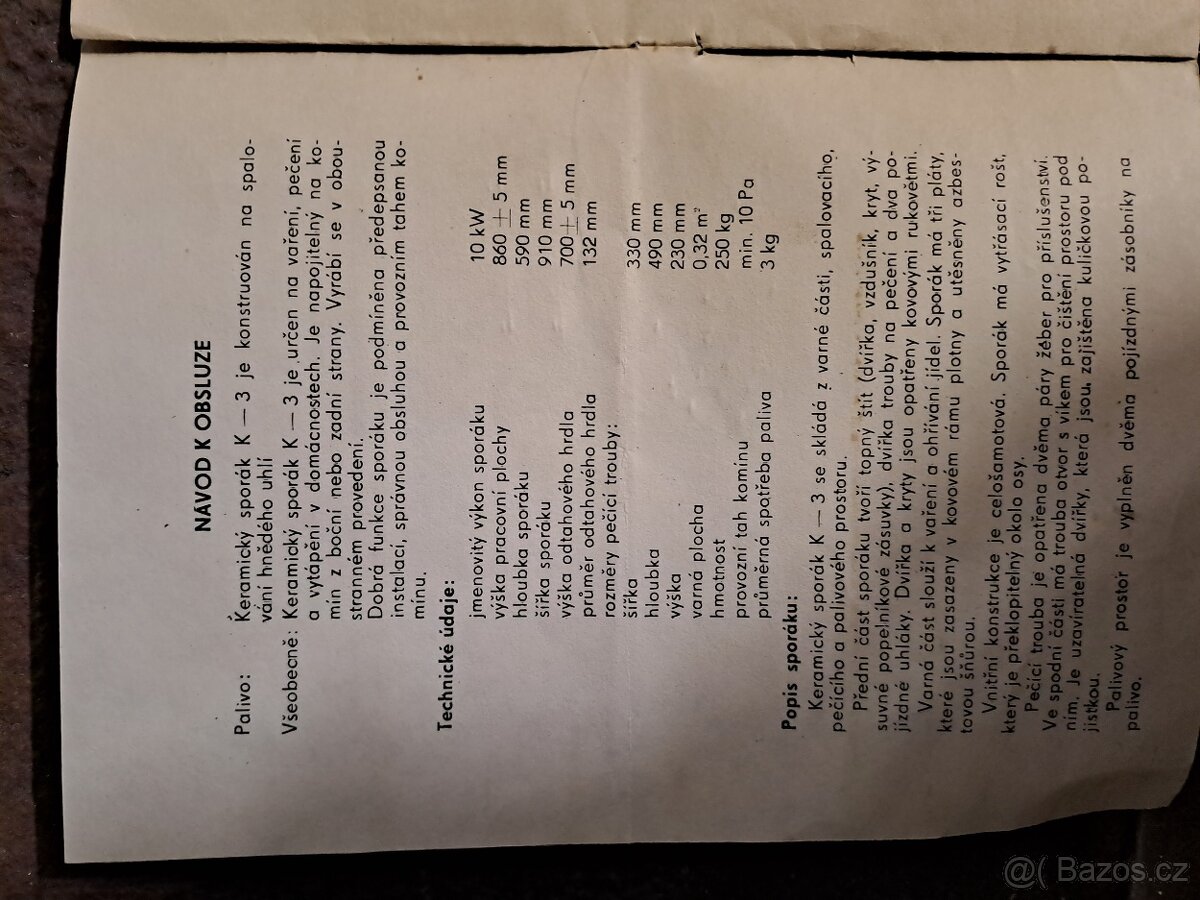 NÁVOD K OBSLUZE
Palivo: Keramický sporák K — 3 je konstruován na spalo-
vání hnědého uhlí
Všeobecně: Keramický sporák K — 3 je určen na vaření, pečení
a vytápění v domácnostech. Je napojitelný na ko-
mín z boční nebo zadní strany. Vyrábí se v obou-
stranném provedení.
Dobrá funkce sporáku je podmíněna předepsanou
instalací, správnou obsluhou a provozním tahem ko-
mínu.
Technické údaje:
jmenovitý výkon sporáku 10 kW
výška pracovní plochy 860 ± 5 mm
hloubka sporáku 590 mm
šířka sporáku 910 mm
výška odtahového hrdla 700 ± 5 mm
průměr odtahového hrdla 132 mm
rozměry pečící trouby:
šířka 330 mm
hloubka 490 mm
výška 230 mm
varná plocha 0,32 m²
hmotnost 250 kg
provozní tah komínu min. 10 Pa
průměrná spotřeba paliva 3 kg
Popis sporáku:
Keramický sporák K — 3 se skládá z varné části, spalovacího,
pečícího a palivového prostoru.
Přední část sporáku tvoří topný štít (dvířka, vzdušník, kryt, vý-
suvné popelníkové zásuvky), dvířka trouby na pečení a dva po-
jízdné uhláky. Dvířka a kryty jsou opatřeny kovovými rukověťmi.
Varná část slouží k vaření a ohřívání jídel. Sporák má tři pláty,
které jsou zasazeny v kovovém rámu plotny a utěsněny azbes-
tovou šňůrou.
Vnitřní konstrukce je celošamotová. Sporák má vytřásací rošt,
který je překlopitelný okolo osy.
Pečící trouba je opatřena dvěma páry žeber pro příslušenství.
Ve spodní části má trouba otvor s víkem pro čištění prostoru pod
ním. Je uzavíratelná dvířky, která jsou zajištěna kuličkovou po-
jistkou.
Palivový prostor je vyplněn dvěma pojízdnými zásobníky na
palivo.
@( Bazos.cz